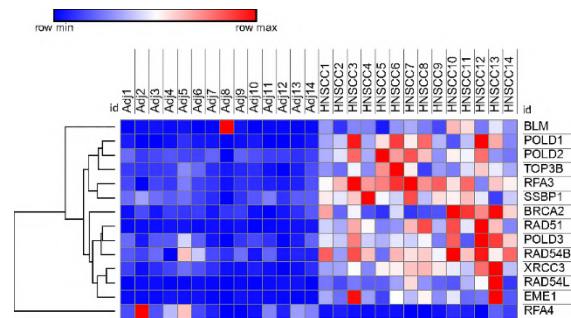 row min row max
id Adj1 Adj2 Adj3 Adj4 Adj5 Adj6 Adj7 Adj8 Adj9 Adj10 Adj11 Adj12 Adj13 Adj14 HNSCC1 HNSCC2 HNSCC3 HNSCC4 HNSCC5 HNSCC6 HNSCC7 HNSCC8 HNSCC9 HNSCC10 HNSCC11 HNSCC12 HNSCC13 HNSCC14 id
BLM
POLD1
POLD2
TOP3B
RFA3
SSBP1
BRCA2
RAD51
POLD3
RAD54B
XRCC3
RAD54L
EME1
RFA4